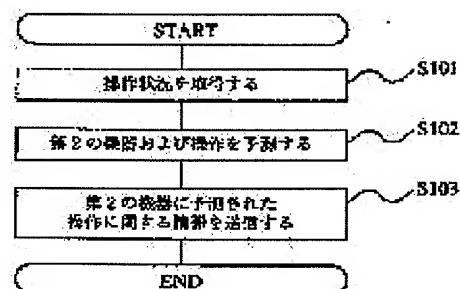 START
操作状況を取得する
S101
第2の機器および操作を予測する
S102
第2の機器に予測された
操作に関する情報を送信する
S103
END